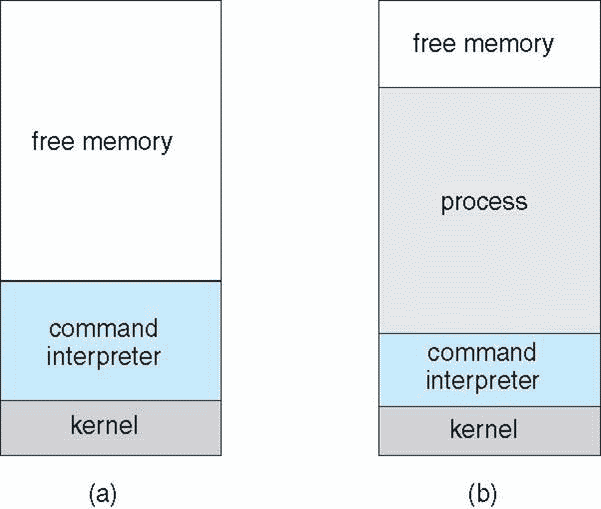 free memory
command
interpreter
kernel
(a)
free memory
process
command
interpreter
kernel
(b)